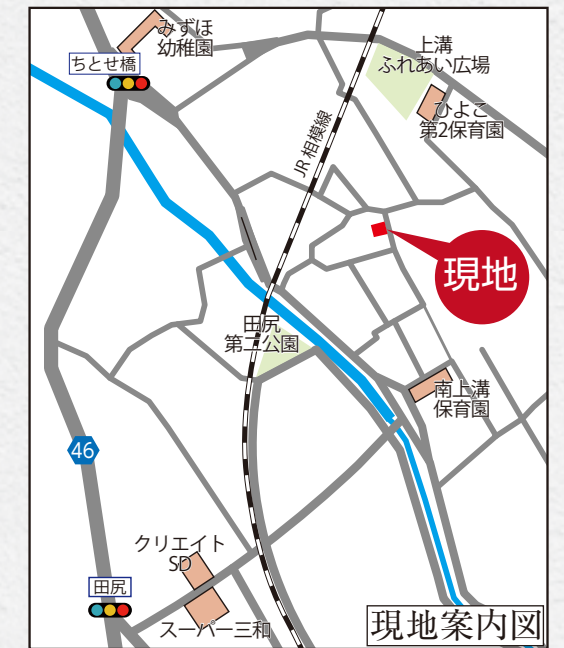 みずほ
幼稚園
ちとせ橋
上溝
ふれあい広場
ひよこ
第2保育園
JR 相模線
現地
田尻
第二公園
南上溝
保育園
46
クリエイト
SD
田尻
スーパー三和
現地案内図